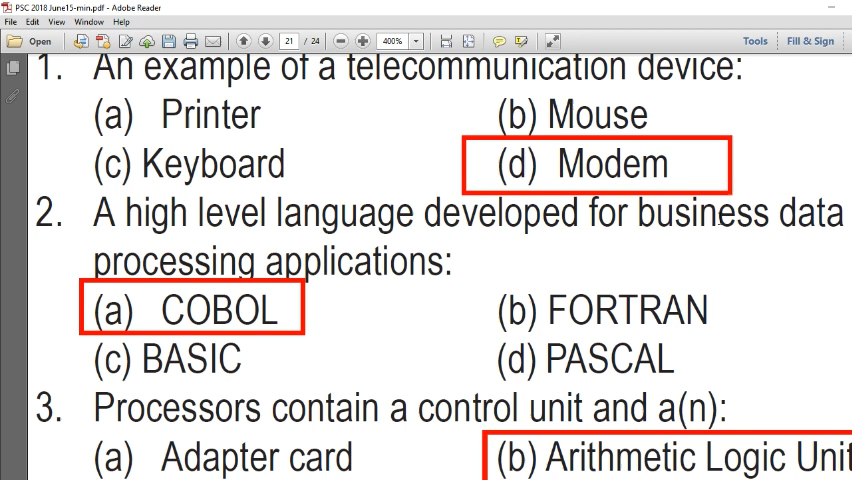 PSC 2018 June15-min.pdf - Adobe Reader
File Edit View Window Help
Open 21 / 24 400% Tools Fill & Sign
1. An example of a telecommunication device:
(a) Printer (b) Mouse
(c) Keyboard (d) Modem
2. A high level language developed for business data
processing applications:
(a) COBOL (b) FORTRAN
(c) BASIC (d) PASCAL
3. Processors contain a control unit and a(n):
(a) Adapter card (b) Arithmetic Logic Unit